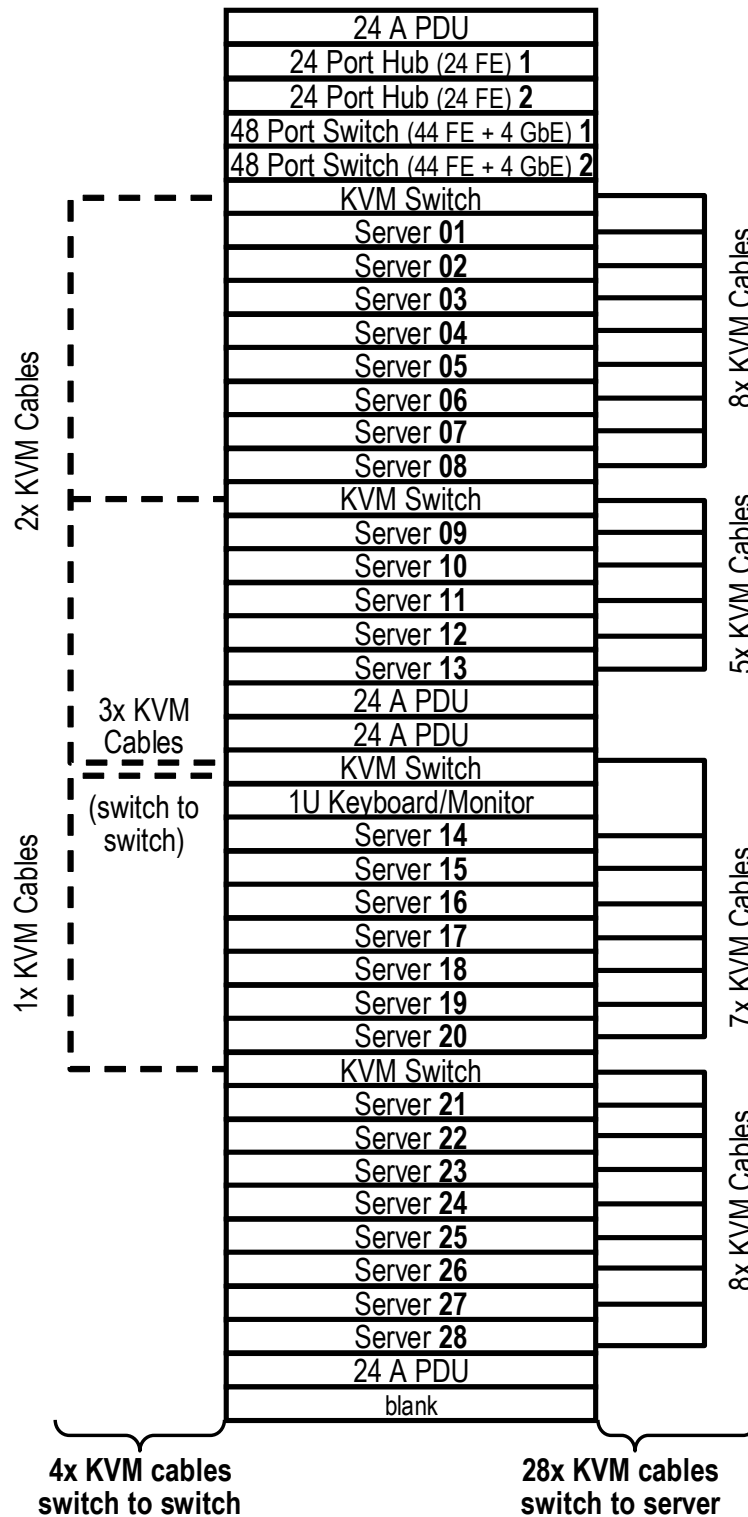 24 A PDU
24 Port Hub (24 FE) 1
24 Port Hub (24 FE) 2
48 Port Switch (44 FE + 4 GbE) 1
48 Port Switch (44 FE + 4 GbE) 2
KVM Switch
Server 01
Server 02
Server 03
Server 04
Server 05
Server 06
Server 07
Server 08
KVM Switch
Server 09
Server 10
Server 11
Server 12
Server 13
24 A PDU
24 A PDU
KVM Switch
1U Keyboard/Monitor
Server 14
Server 15
Server 16
Server 17
Server 18
Server 19
Server 20
KVM Switch
Server 21
Server 22
Server 23
Server 24
Server 25
Server 26
Server 27
Server 28
24 A PDU
blank
2x KVM Cables
3x KVM
Cables
(switch to
switch)
1x KVM Cables
8x KVM Cables
5x KVM Cables
7x KVM Cables
8x KVM Cables
4x KVM cables
switch to switch
28x KVM cables
switch to server